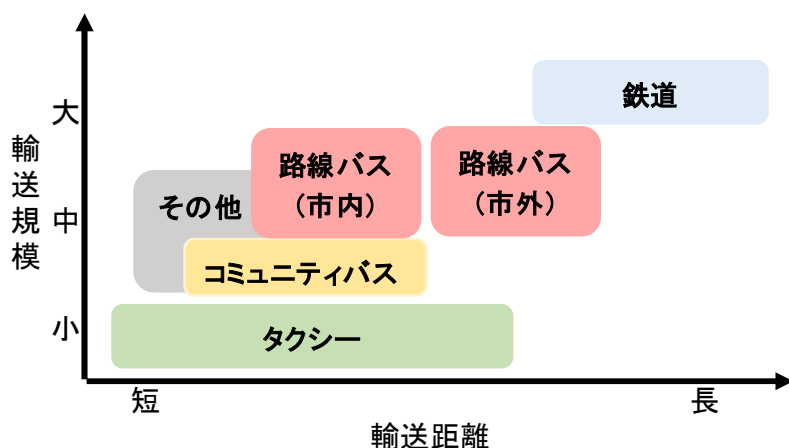 大
中
小
輸送規模
鉄道
路線バス
（市内）
路線バス
（市外）
その他
コミュニティバス
タクシー
短
長
輸送距離